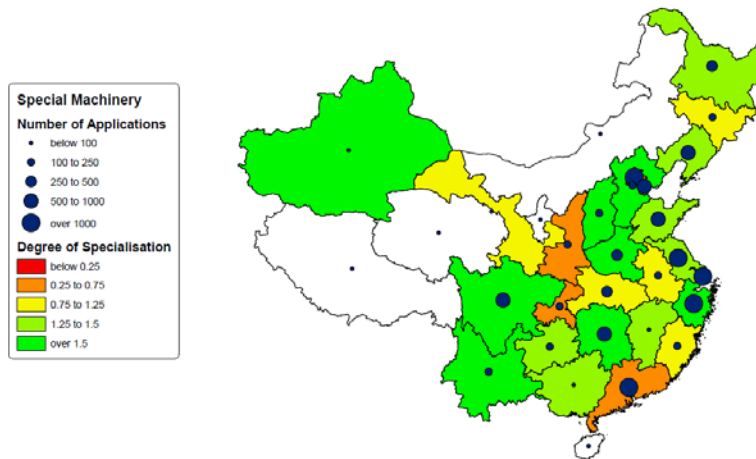 Special Machinery
Number of Applications
below 100
100 to 250
250 to 500
500 to 1000
over 1000
Degree of Specialisation
below 0.25
0.25 to 0.75
0.75 to 1.25
1.25 to 1.5
over 1.5